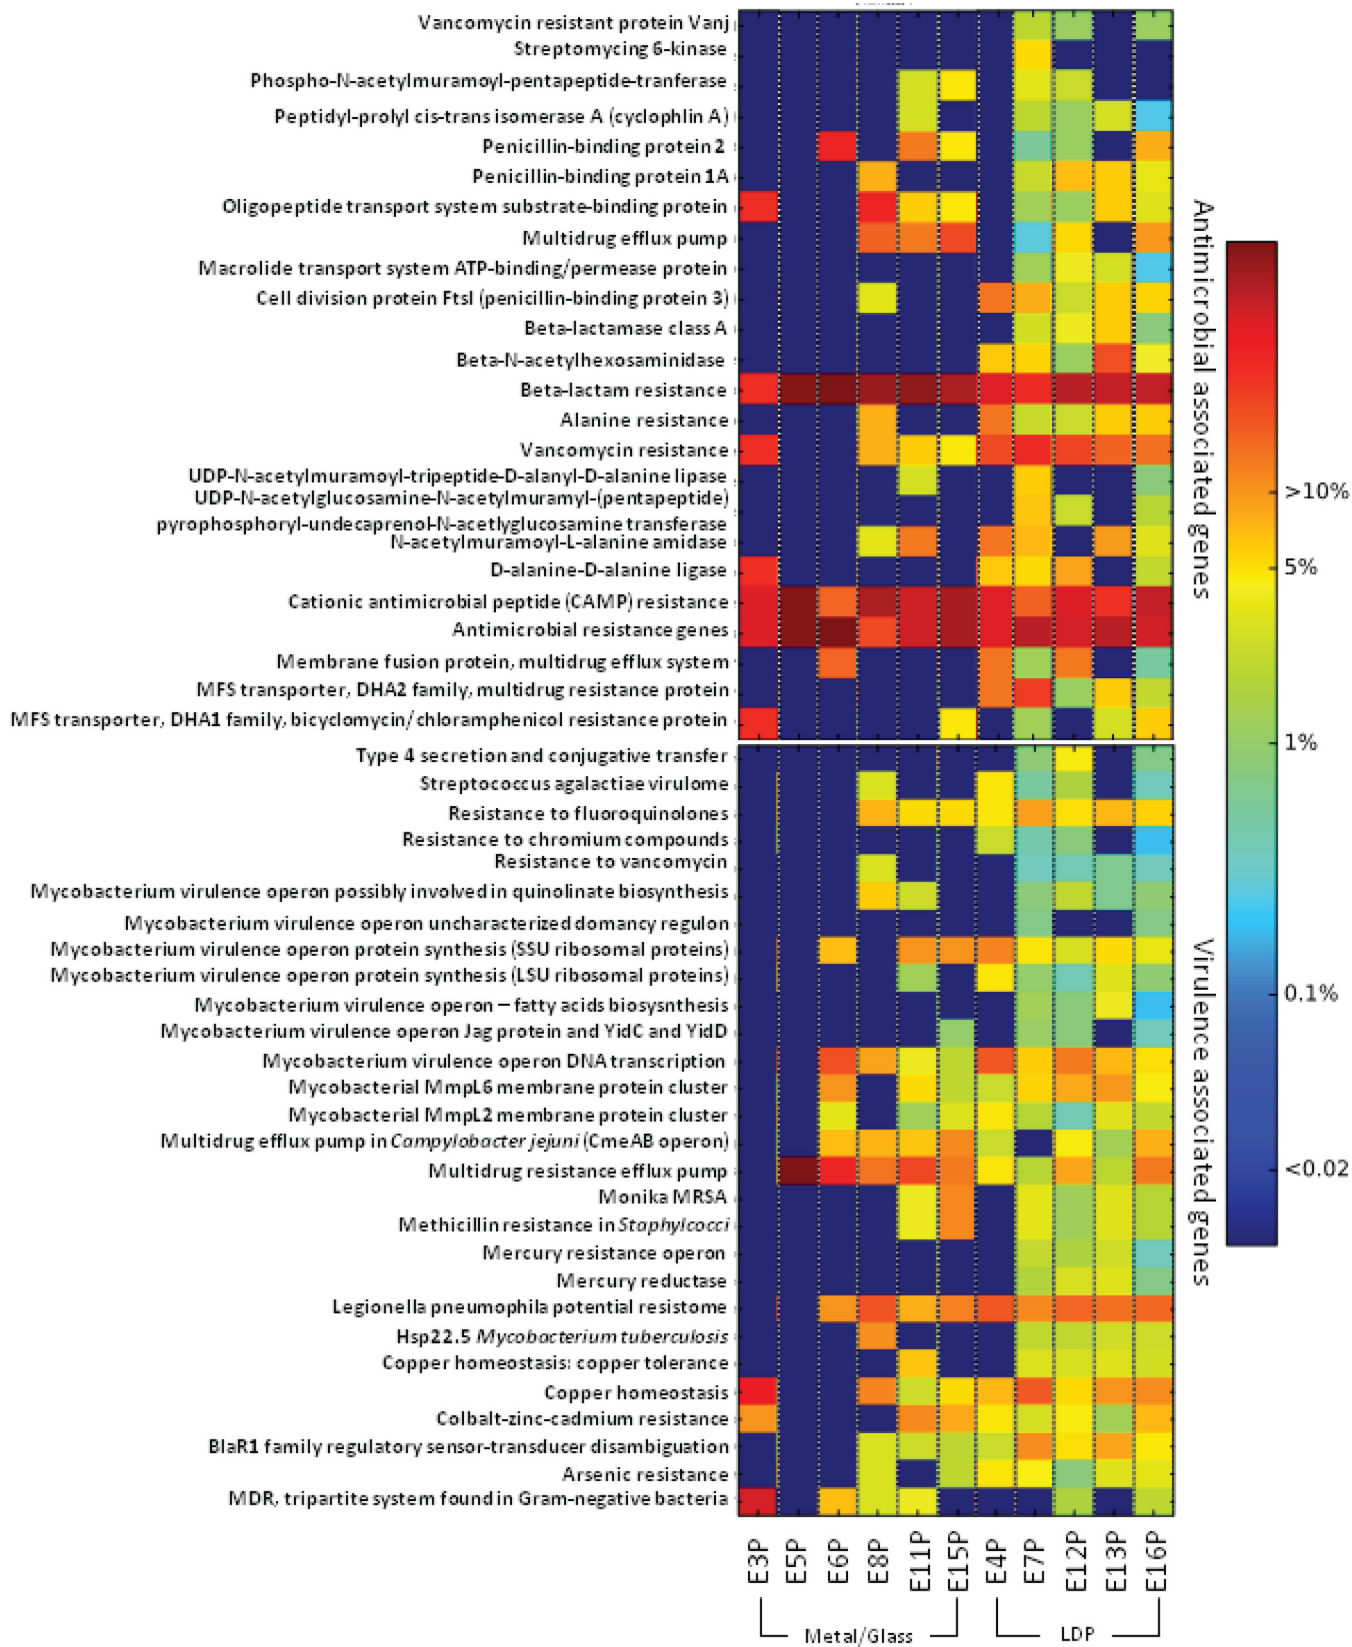 Vancomycin resistant protein Vanj
Streptomycing 6-kinase
Phospho-N-acetylmuramoyl-pentapeptide-tranferase
Peptidyl-prolyl cis-trans isomerase A (cyclophlin A)
Penicillin-binding protein 2
Penicillin-binding protein 1A
Oligopeptide transport system substrate-binding protein
Multidrug efflux pump
Macrolide transport system ATP-binding/permease protein
Cell division protein FtsI (penicillin-binding protein 3)
Beta-lactamase class A
Beta-N-acetylhexosaminidase
Beta-lactam resistance
Alanine resistance
Vancomycin resistance
UDP-N-acetylmuramoyl-tripeptide-D-alanyl-D-alanine lipase
UDP-N-acetylglucosamine-N-acetylmuramyl-(pentapeptide)
pyrophosphoryl-undecaprenol-N-acetlyglucosamine transferase
N-acetylmuramoyl-L-alanine amidase
D-alanine-D-alanine ligase
Cationic antimicrobial peptide (CAMP) resistance
Antimicrobial resistance genes
Membrane fusion protein, multidrug efflux system
MFS transporter, DHA2 family, multidrug resistance protein
MFS transporter, DHA1 family, bicyclomycin/chloramphenicol resistance protein
Antimicrobial associated genes
Type 4 secretion and conjugative transfer
Streptococcus agalactiae virulome
Resistance to fluoroquinolones
Resistance to chromium compounds
Resistance to vancomycin
Mycobacterium virulence operon possibly involved in quinolinate biosynthesis
Mycobacterium virulence operon uncharacterized domancy regulon
Mycobacterium virulence operon protein synthesis (SSU ribosomal proteins)
Mycobacterium virulence operon protein synthesis (LSU ribosomal proteins)
Mycobacterium virulence operon – fatty acids biosysnthesis
Mycobacterium virulence operon Jag protein and YidC and YidD
Mycobacterium virulence operon DNA transcription
Mycobacterial MmpL6 membrane protein cluster
Mycobacterial MmpL2 membrane protein cluster
Multidrug efflux pump in Campylobacter jejuni (CmeAB operon)
Multidrug resistance efflux pump
Monika MRSA
Methicillin resistance in Staphylcocci
Mercury resistance operon
Mercury reductase
Legionella pneumophila potential resistome
Hsp22.5 Mycobacterium tuberculosis
Copper homeostasis: copper tolerance
Copper homeostasis
Colbalt-zinc-cadmium resistance
BlaR1 family regulatory sensor-transducer disambiguation
Arsenic resistance
MDR, tripartite system found in Gram-negative bacteria
Virulence associated genes
>10%
5%
1%
0.1%
<0.02
E3P
E5P
E6P
E8P
E11P
E15P
E4P
E7P
E12P
E13P
E16P
Metal/Glass
LDP